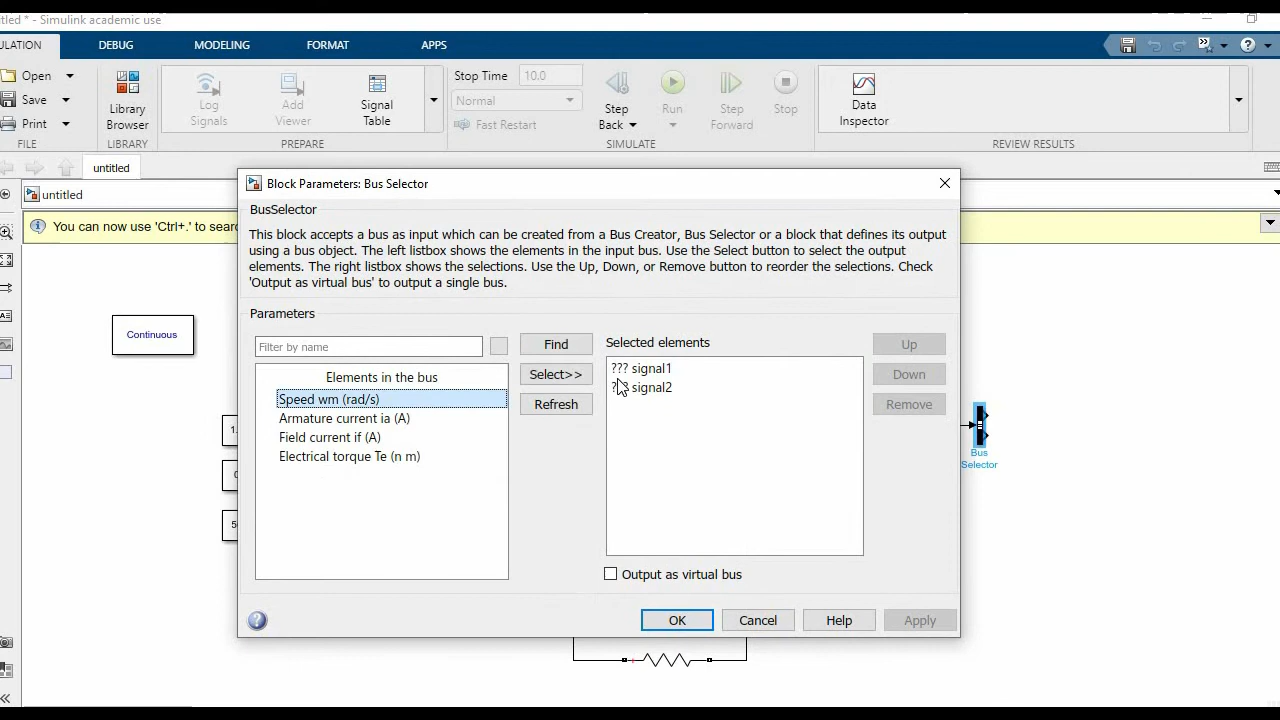 titled * - Simulink academic use
ULATION DEBUG MODELING FORMAT APPS
Open
Save
Print
FILE
Library Browser
LIBRARY
Log Signals
Add Viewer
Signal Table
PREPARE
Stop Time 10.0
Normal
Fast Restart
Step Back
Run
Step Forward
Stop
SIMULATE
Data Inspector
REVIEW RESULTS
untitled
untitled
You can now use 'Ctrl+.' to sear
Block Parameters: Bus Selector
BusSelector
This block accepts a bus as input which can be created from a Bus Creator, Bus Selector or a block that defines its output
using a bus object. The left listbox shows the elements in the input bus. Use the Select button to select the output
elements. The right listbox shows the selections. Use the Up, Down, or Remove button to reorder the selections. Check
'Output as virtual bus' to output a single bus.
Parameters
Filter by name
Find
Select>>
Refresh
Elements in the bus
Speed wm (rad/s)
Armature current ia (A)
Field current if (A)
Electrical torque Te (n m)
Selected elements
??? signal1
??? signal2
Up
Down
Remove
Output as virtual bus
OK Cancel Help Apply
Continuous
1.
0
5
Bus
Selector